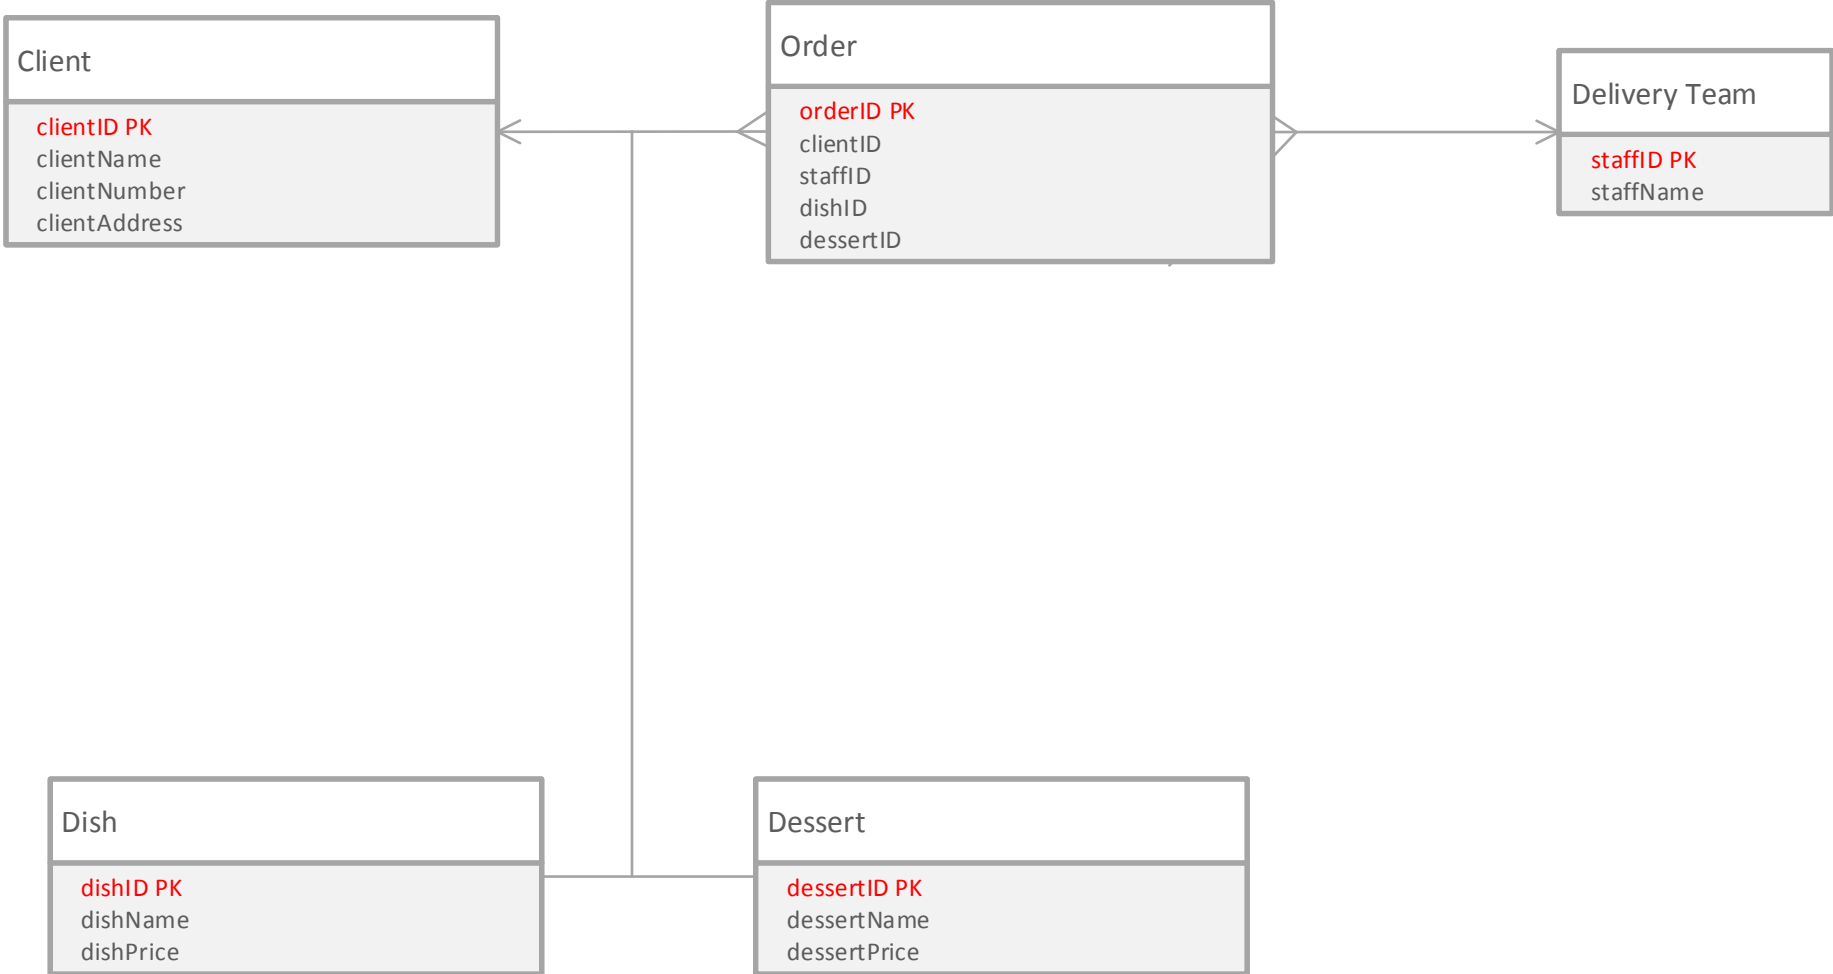 Client
clientID PK
clientName
clientNumber
clientAddress
Order
orderID PK
clientID
staffID
dishID
dessertID
Delivery Team
staffID PK
staffName
Dish
dishID PK
dishName
dishPrice
Dessert
dessertID PK
dessertName
dessertPrice